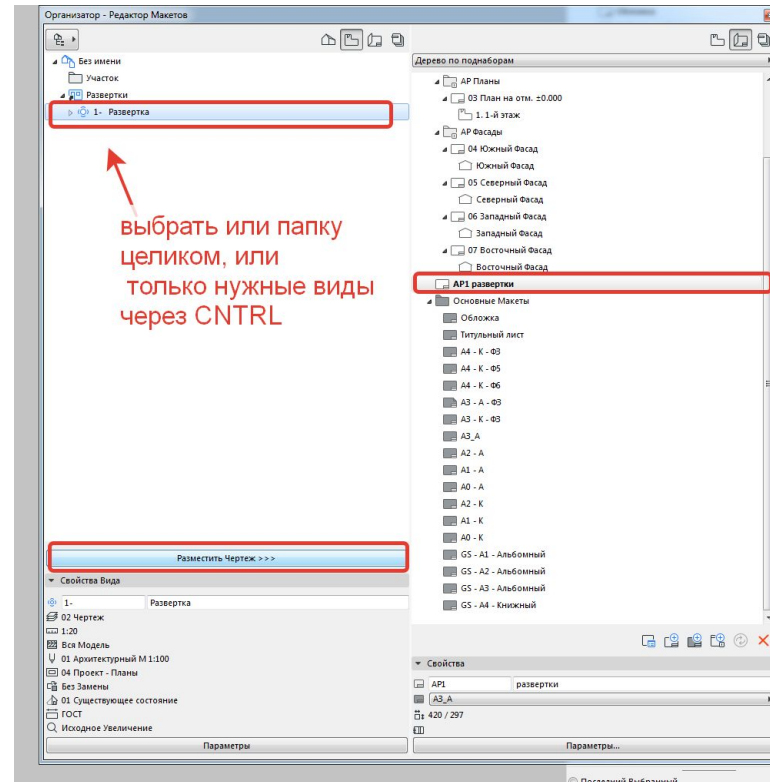 Организатор - Редактор Макетов
Без имени
Участок
Развертки
1- Развертка
выбрать или папку
целиком, или
только нужные виды
через CNTRL
Разместить Чертеж >>>
Свойства Вида
1- Развертка
02 Чертеж
1:20
Вся Модель
01 Архитектурный М 1:100
04 Проект - Планы
Без Замены
01 Существующее состояние
ГОСТ
Исходное Увеличение
Параметры
Дерево по поднаборам
АР Планы
03 План на отм. ±0.000
1. 1-й этаж
АР Фасады
04 Южный Фасад
Южный Фасад
05 Северный Фасад
Северный Фасад
06 Западный Фасад
Западный Фасад
07 Восточный Фасад
Восточный Фасад
АР1 развертки
Основные Макеты
Обложка
Титульный лист
А4 - К - Ф3
А4 - К - Ф5
А4 - К - Ф6
А3 - А - Ф3
А3 - К - Ф3
А3_А
А2 - А
А1 - А
А0 - А
А2 - К
А1 - К
А0 - К
GS - A1 - Альбомный
GS - A2 - Альбомный
GS - A3 - Альбомный
GS - A4 - Книжный
Свойства
АР1 развертки
А3_А
420 / 297
Параметры...
Последний Выбранный